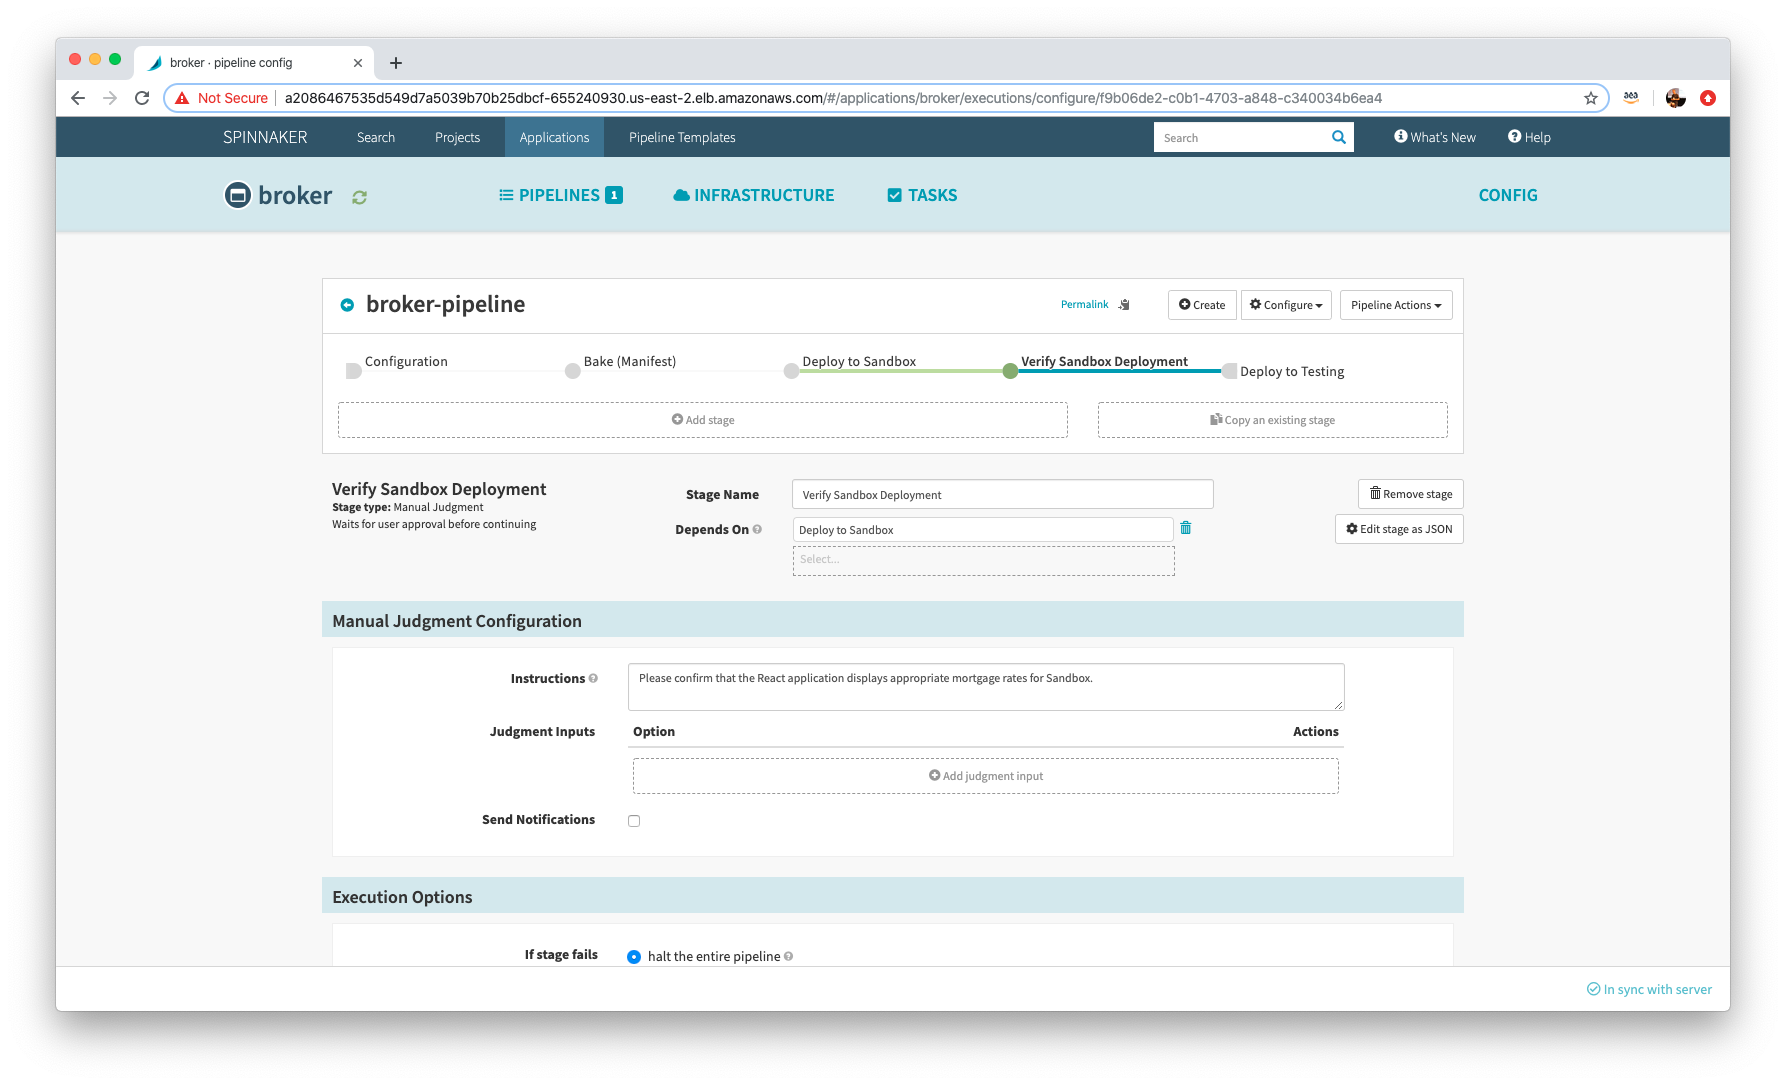 broker · pipeline config
Not Secure
a2086467535d549d7a5039b70b25dbcf-655240930.us-east-2.elb.amazonaws.com/#/applications/broker/executions/configure/f9b06de2-c0b1-4703-a848-c340034b6ea4
SPINNAKER Search Projects Applications Pipeline Templates Search What's New Help
broker PIPELINES 1 INFRASTRUCTURE TASKS CONFIG
broker-pipeline Permalink Create Configure Pipeline Actions
Configuration Bake (Manifest) Deploy to Sandbox Verify Sandbox Deployment Deploy to Testing
Add stage Copy an existing stage
Verify Sandbox Deployment
Stage type: Manual Judgment
Waits for user approval before continuing
Stage Name Verify Sandbox Deployment
Depends On Deploy to Sandbox
Select...
Remove stage
Edit stage as JSON
Manual Judgment Configuration
Instructions Please confirm that the React application displays appropriate mortgage rates for Sandbox.
Judgment Inputs Option Actions
Add judgment input
Send Notifications
Execution Options
If stage fails halt the entire pipeline
In sync with server